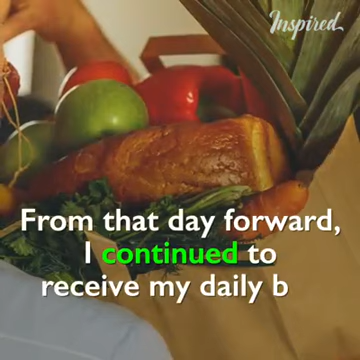 Inspired
From that day forward,
I continued to
receive my daily b